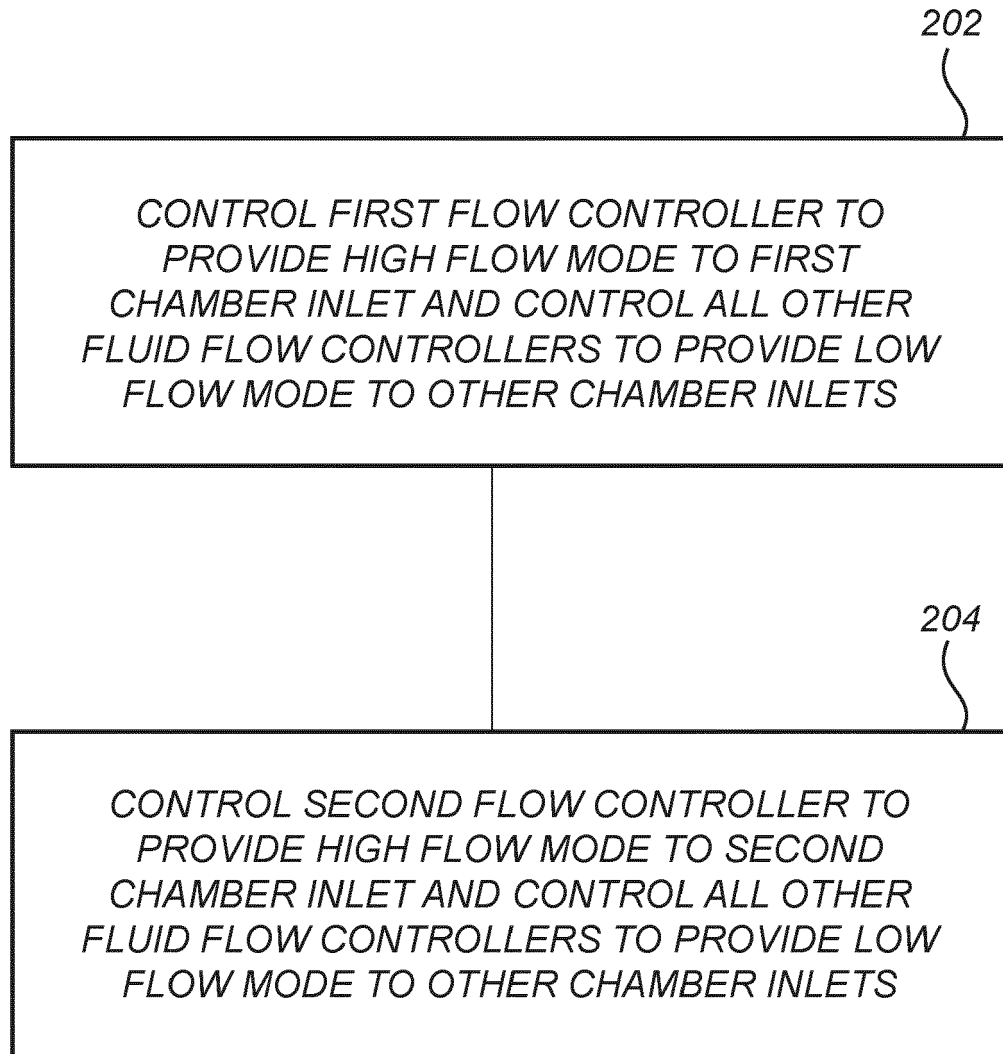 202
CONTROL FIRST FLOW CONTROLLER TO
PROVIDE HIGH FLOW MODE TO FIRST
CHAMBER INLET AND CONTROL ALL OTHER
FLUID FLOW CONTROLLERS TO PROVIDE LOW
FLOW MODE TO OTHER CHAMBER INLETS
204
CONTROL SECOND FLOW CONTROLLER TO
PROVIDE HIGH FLOW MODE TO SECOND
CHAMBER INLET AND CONTROL ALL OTHER
FLUID FLOW CONTROLLERS TO PROVIDE LOW
FLOW MODE TO OTHER CHAMBER INLETS